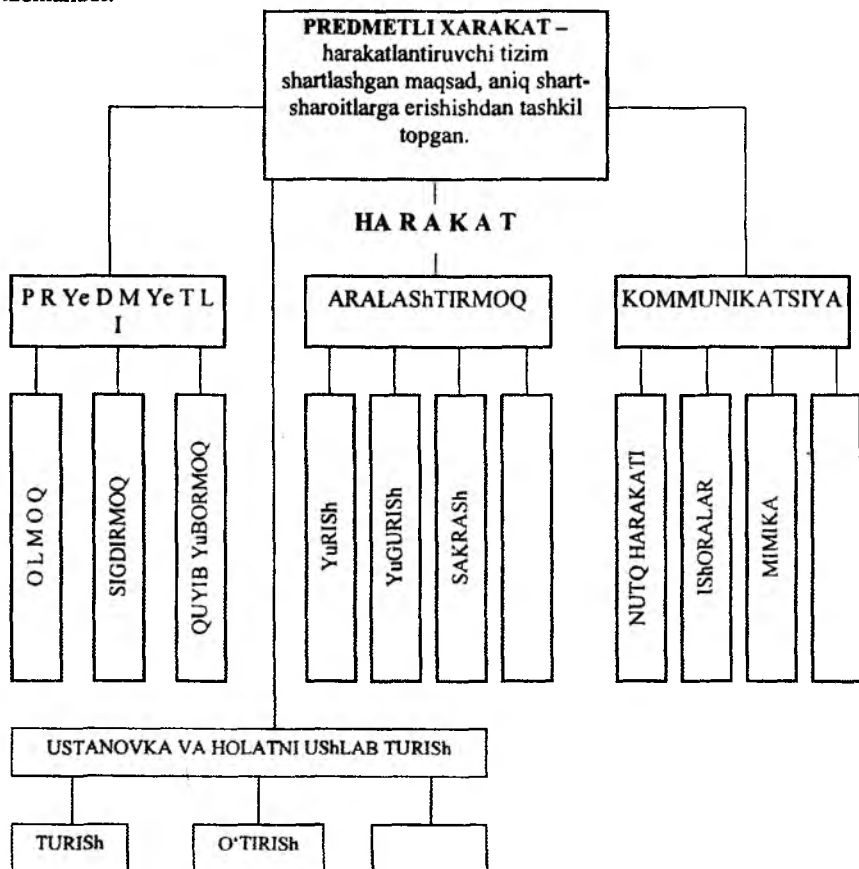 PREDMETLI XARAKAT –
harakatlantiruvchi tizim
shartlashgan maqsad, aniq shart-
sharoitlarga erishishdan tashkil
topgan.
HA R A K A T
P R Ye D M Ye T L
I
ARALAShTIRMOQ
KOMMUNIKATSIYA
O L M O Q
SIGDIRMOQ
QUYIB YuBORMOQ
YuRISh
YuGURISh
SAKRASh
NUTQ HARAKATI
IShORALAR
MIMIKA
USTANOVKA VA HOLATNI UShLAB TURISh
TURISh
O‘TIRISh